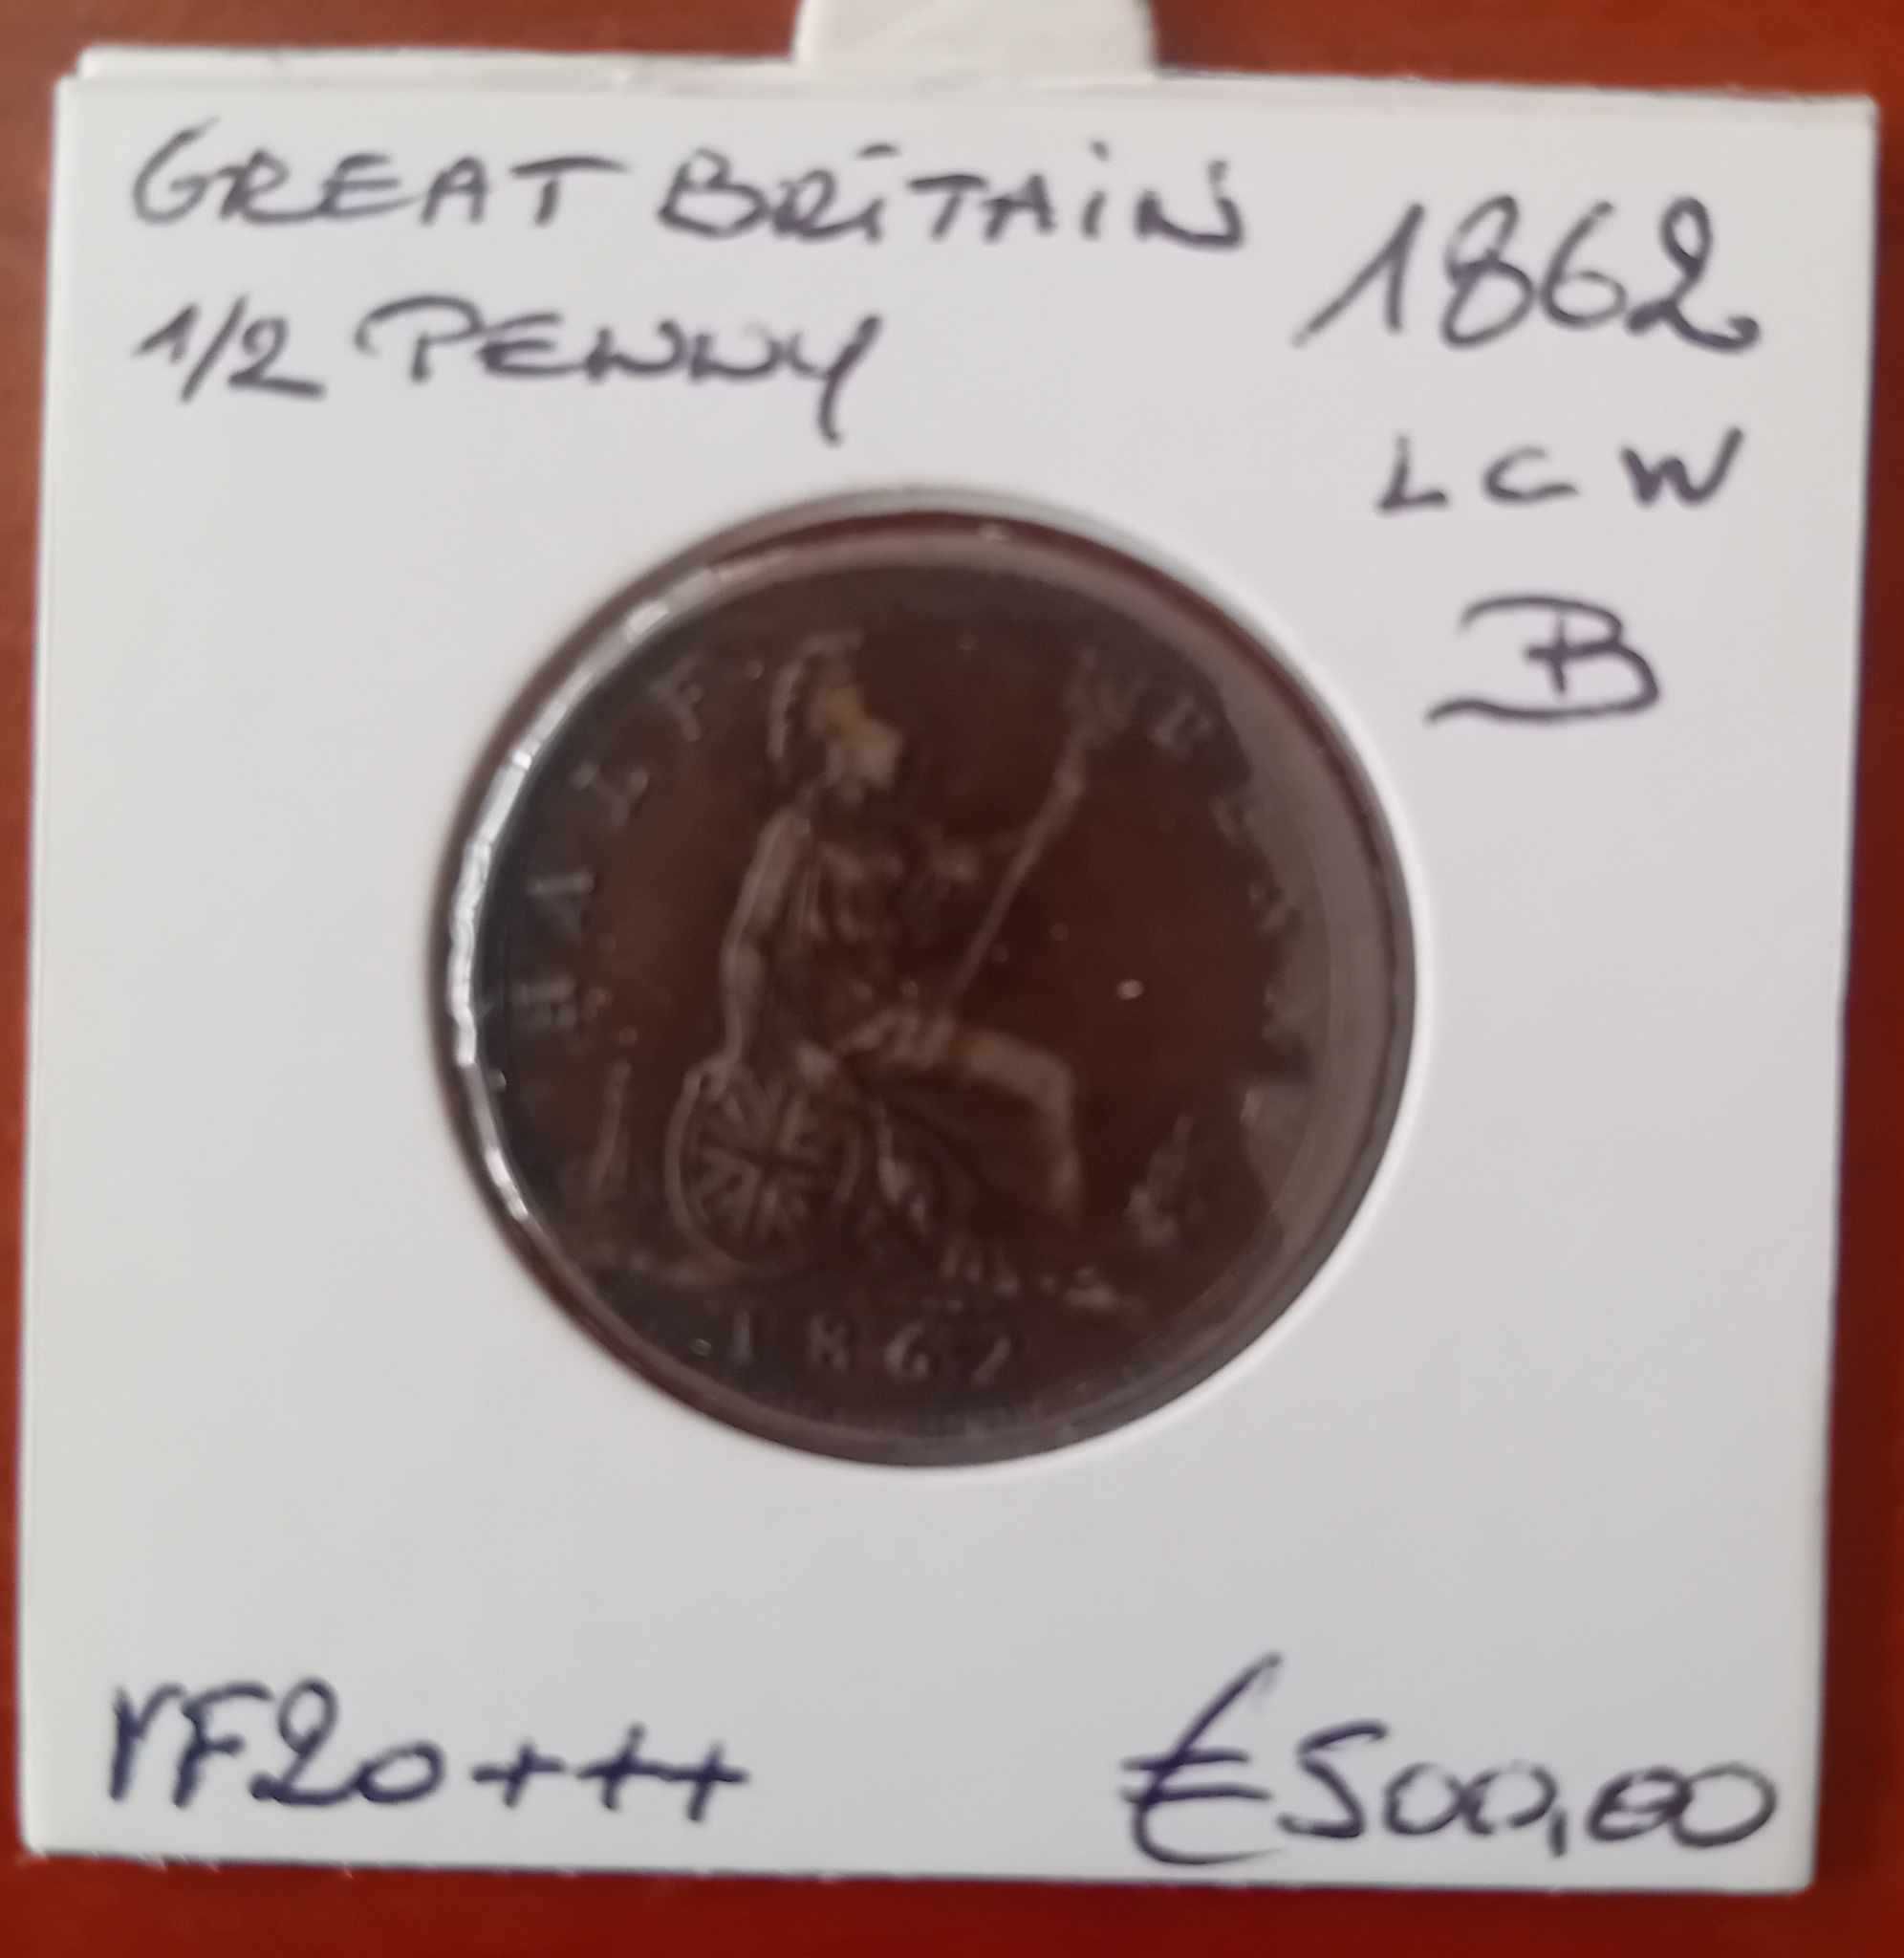 GREAT BRITAIN
1/2 PENNY
1862
LCW
B
HALF PENNY
1862
VF20+++
€500,00